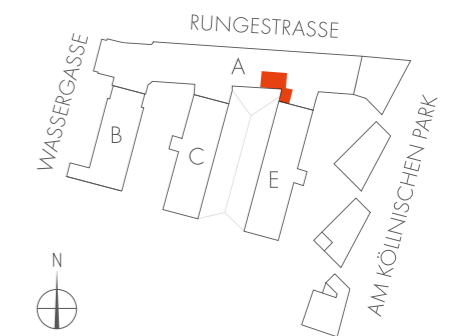 RUNGESTRASSE
WASSERGASSE
A
B
C
E
AM KÖLLNISCHEN PARK
N